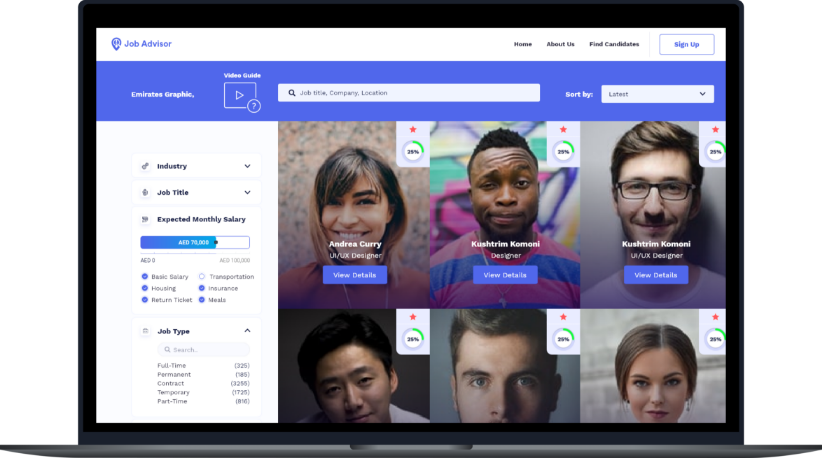 Job Advisor
Home
About Us
Find Candidates
Sign Up
Emirates Graphic,
Video Guide
?
Job title, Company, Location
Sort by:
Latest
Industry
Job Title
Expected Monthly Salary
AED 70,000
AED 0
AED 100,000
Basic Salary
Transportation
Housing
Insurance
Return Ticket
Meals
Job Type
Search..
Full-Time (325)
Permanent (185)
Contract (3255)
Temporary (1725)
Part-Time (816)
25%
25%
25%
Andrea Curry
UI/UX Designer
View Details
Kushtrim Komoni
Designer
View Details
Kushtrim Komoni
UI/UX Designer
View Details
25%
25%
25%